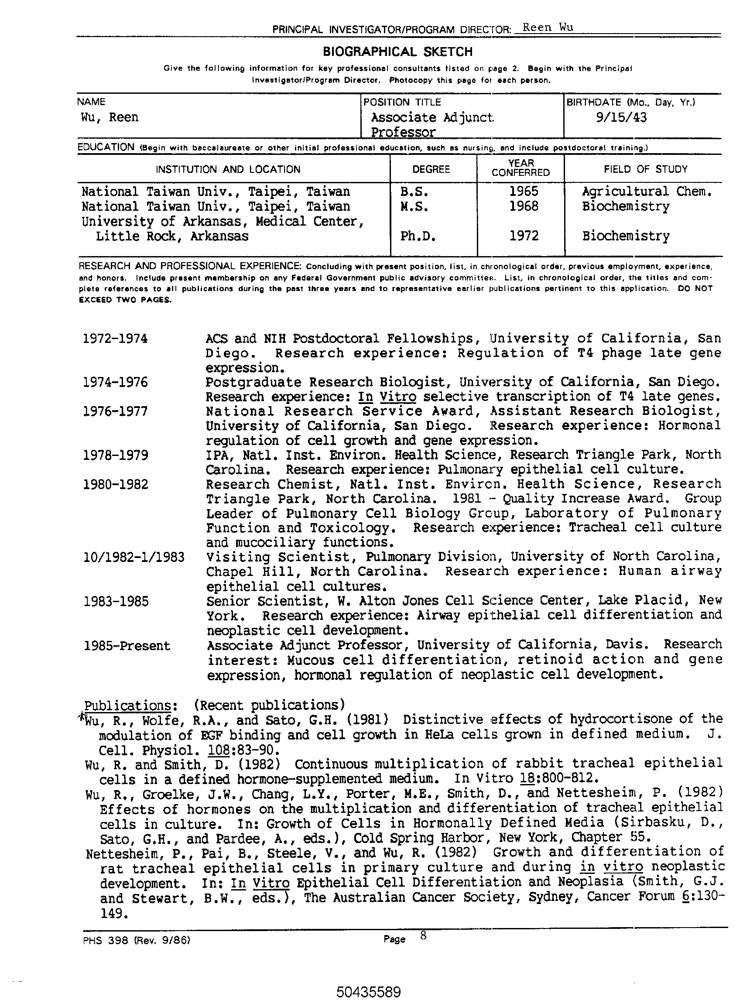 PRINCIPAL INVESTIGATOR/PROGRAM DIRECTOR: Reen Wu
BIOGRAPHICAL SKETCH
Give the following information for key professional consultants listed on page 2. Begin with the Principal
Investigator/Program Director. Photocopy this page for each person.
NAME POSITION TITLE BIRTHDATE (Mo., Day, Yr.)
Wu, Reen Associate Adjunct 9/15/43
Professor
EDUCATION (Begin with baccalaureate or other initial professional education, such as nursing, and include postdoctoral training.)
INSTITUTION AND LOCATION DEGREE YEAR CONFERRED FIELD OF STUDY
National Taiwan Univ., Taipei, Taiwan B.S. 1965 Agricultural Chem.
National Taiwan Univ., Taipei, Taiwan M.S. 1968 Biochemistry
University of Arkansas, Medical Center,
Little Rock, Arkansas Ph.D. 1972 Biochemistry
RESEARCH AND PROFESSIONAL EXPERIENCE: Concluding with present position, list, in chronological order, previous employment, experience,
and honors. Include present membership on any Federal Government public advisory committee. List, in chronological order, the titles and com-
plete references to all publications during the past three years and to representative earlier publications pertinent to this application. DO NOT
EXCEED TWO PAGES.
1972-1974 ACS and NIH Postdoctoral Fellowships, University of California, San
Diego. Research experience: Regulation of T4 phage late gene
expression.
1974-1976 Postgraduate Research Biologist, University of California, San Diego.
Research experience: In Vitro selective transcription of T4 late genes.
1976-1977 National Research Service Award, Assistant Research Biologist,
University of California, San Diego. Research experience: Hormonal
regulation of cell growth and gene expression.
1978-1979 IPA, Natl. Inst. Environ. Health Science, Research Triangle Park, North
Carolina. Research experience: Pulmonary epithelial cell culture.
1980-1982 Research Chemist, Natl. Inst. Environ. Health Science, Research
Triangle Park, North Carolina. 1981 - Quality Increase Award. Group
Leader of Pulmonary Cell Biology Group, Laboratory of Pulmonary
Function and Toxicology. Research experience: Tracheal cell culture
and mucociliary functions.
10/1982-1/1983 Visiting Scientist, Pulmonary Division, University of North Carolina,
Chapel Hill, North Carolina. Research experience: Human airway
epithelial cell cultures.
1983-1985 Senior Scientist, W. Alton Jones Cell Science Center, Lake Placid, New
York. Research experience: Airway epithelial cell differentiation and
neoplastic cell development.
1985-Present Associate Adjunct Professor, University of California, Davis. Research
interest: Mucous cell differentiation, retinoid action and gene
expression, hormonal regulation of neoplastic cell development.
Publications: (Recent publications)
*Wu, R., Wolfe, R.A., and Sato, G.H. (1981) Distinctive effects of hydrocortisone of the
modulation of EGF binding and cell growth in HeLa cells grown in defined medium. J.
Cell. Physiol. 108:83-90.
Wu, R. and Smith, D. (1982) Continuous multiplication of rabbit tracheal epithelial
cells in a defined hormone-supplemented medium. In Vitro 18:800-812.
Wu, R., Groelke, J.W., Chang, L.Y., Porter, M.E., Smith, D., and Nettesheim, P. (1982)
Effects of hormones on the multiplication and differentiation of tracheal epithelial
cells in culture. In: Growth of Cells in Hormonally Defined Media (Sirbasku, D.,
Sato, G.H., and Pardee, A., eds.), Cold Spring Harbor, New York, Chapter 55.
Nettesheim, P., Pai, B., Steele, V., and Wu, R. (1982) Growth and differentiation of
rat tracheal epithelial cells in primary culture and during in vitro neoplastic
development. In: In Vitro Epithelial Cell Differentiation and Neoplasia (Smith, G.J.
and Stewart, B.W., eds.), The Australian Cancer Society, Sydney, Cancer Forum 6:130-
149.
PHS 398 (Rev. 9/86) Page 8
50435589